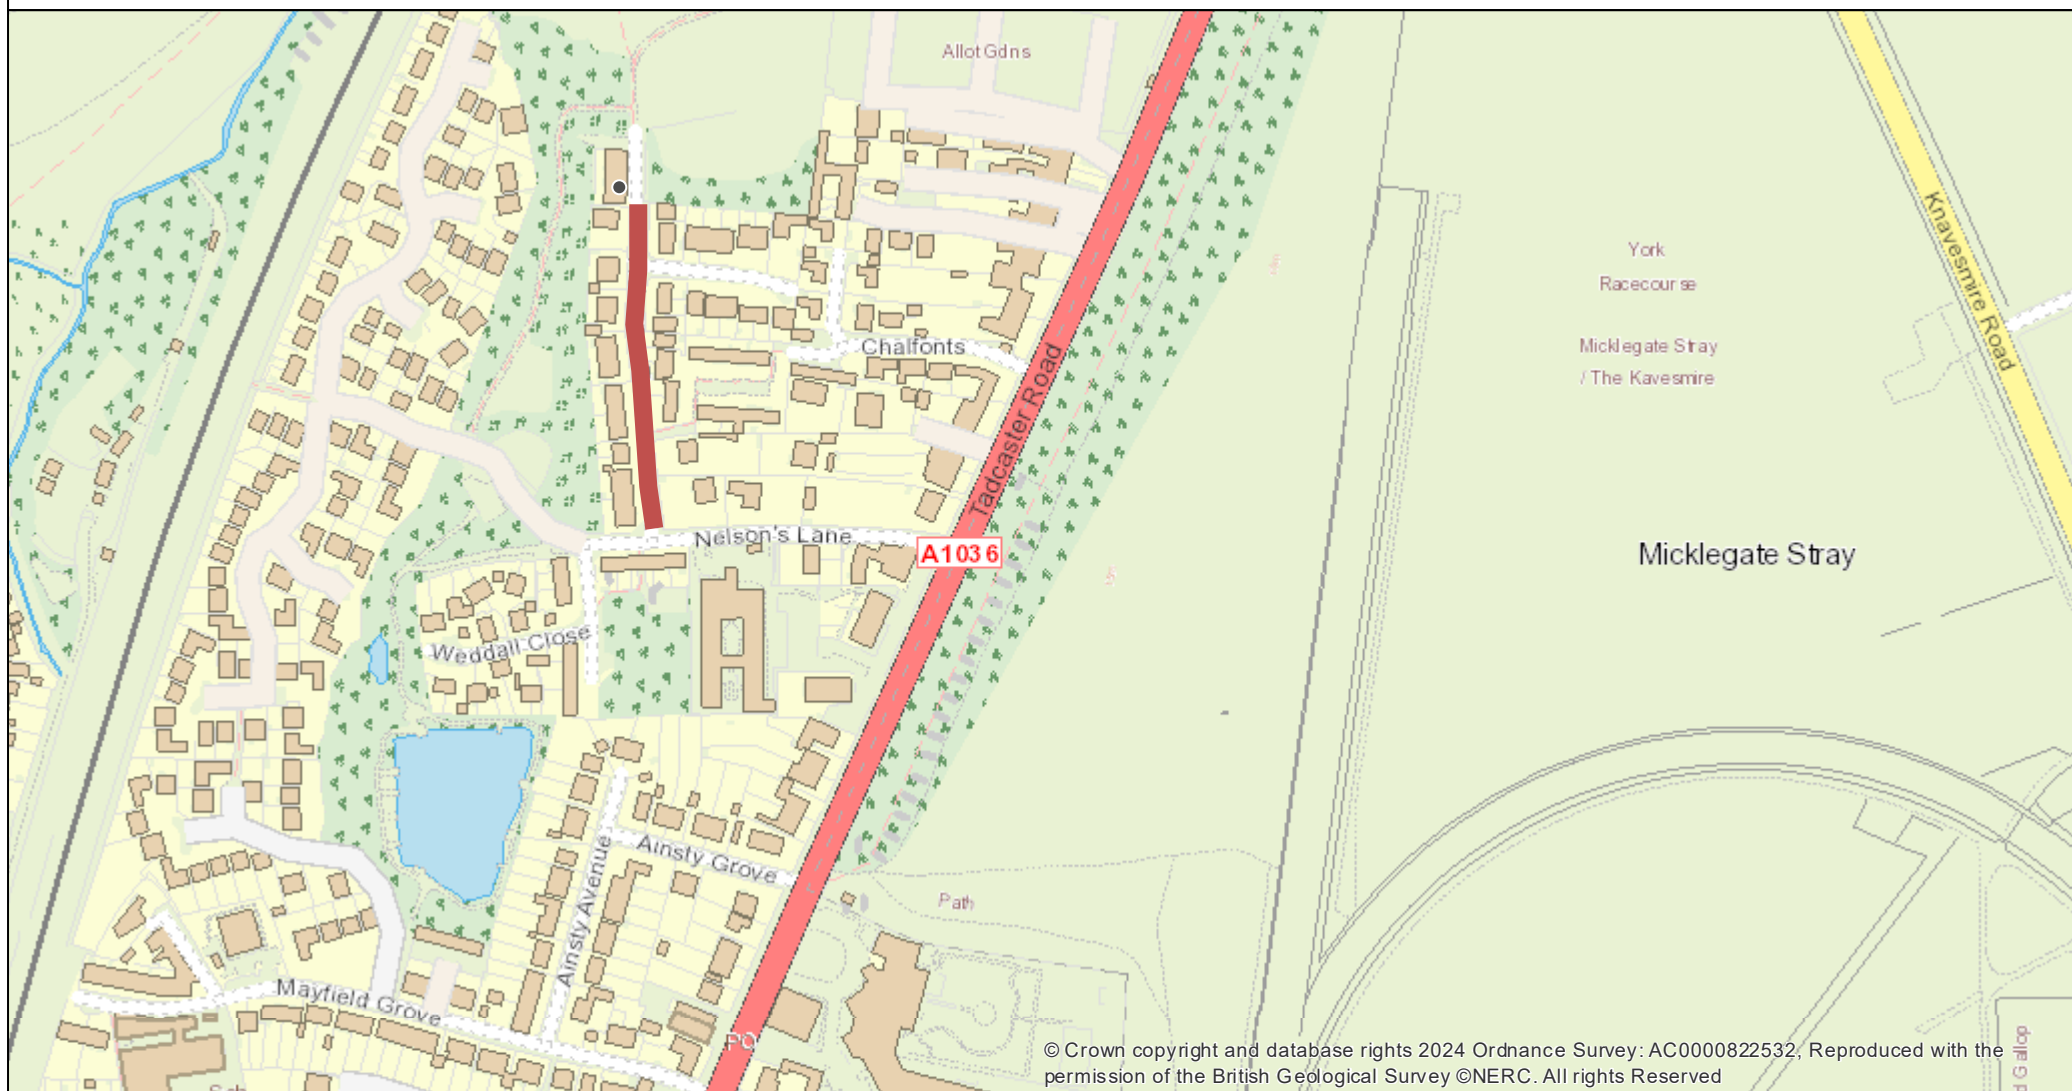 Allot Gdns
York
Racecourse
Micklegate Stray
/ The Kavesmire
Knavesmire Road
Chalfonts
Tadcaster Road
Nelson's Lane
A1036
Micklegate Stray
Weddall Close
Ainsty Grove
Ainsty Avenue
Path
Mayfield Grove
PO
Sch
d Gallop
© Crown copyright and database rights 2024 Ordnance Survey: AC0000822532, Reproduced with the
permission of the British Geological Survey ©NERC. All rights Reserved